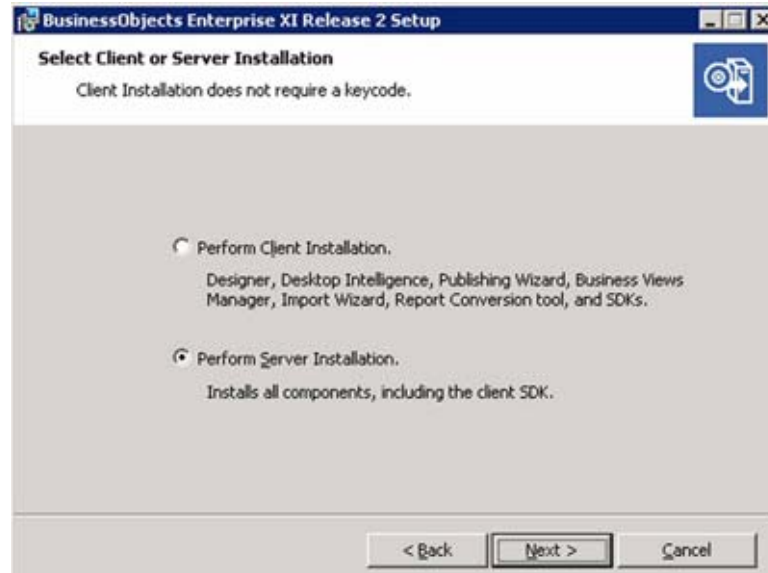 BusinessObjects Enterprise XI Release 2 Setup
Select Client or Server Installation
Client Installation does not require a keycode.
Perform Client Installation.
Designer, Desktop Intelligence, Publishing Wizard, Business Views
Manager, Import Wizard, Report Conversion tool, and SDKs.
Perform Server Installation.
Installs all components, including the client SDK.
< Back
Next >
Cancel